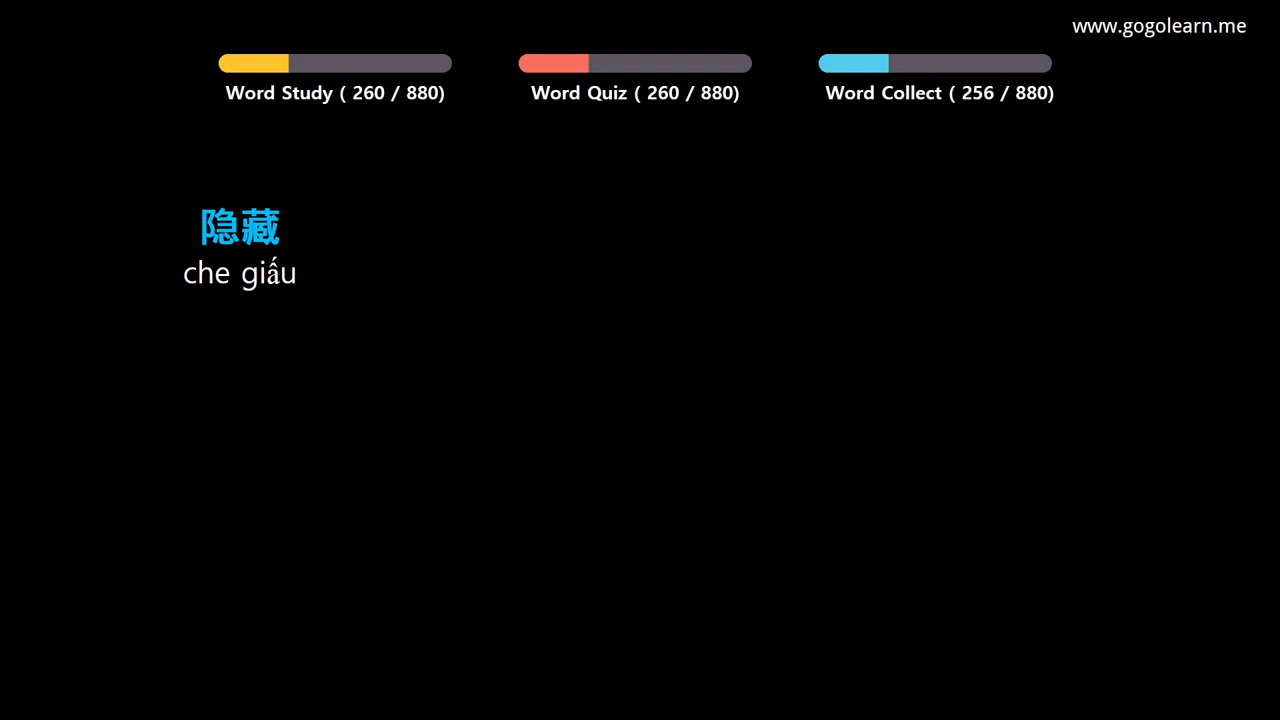 www.gogolearn.me
Word Study ( 260 / 880)
Word Quiz ( 260 / 880)
Word Collect ( 256 / 880)
隐藏
che giấu